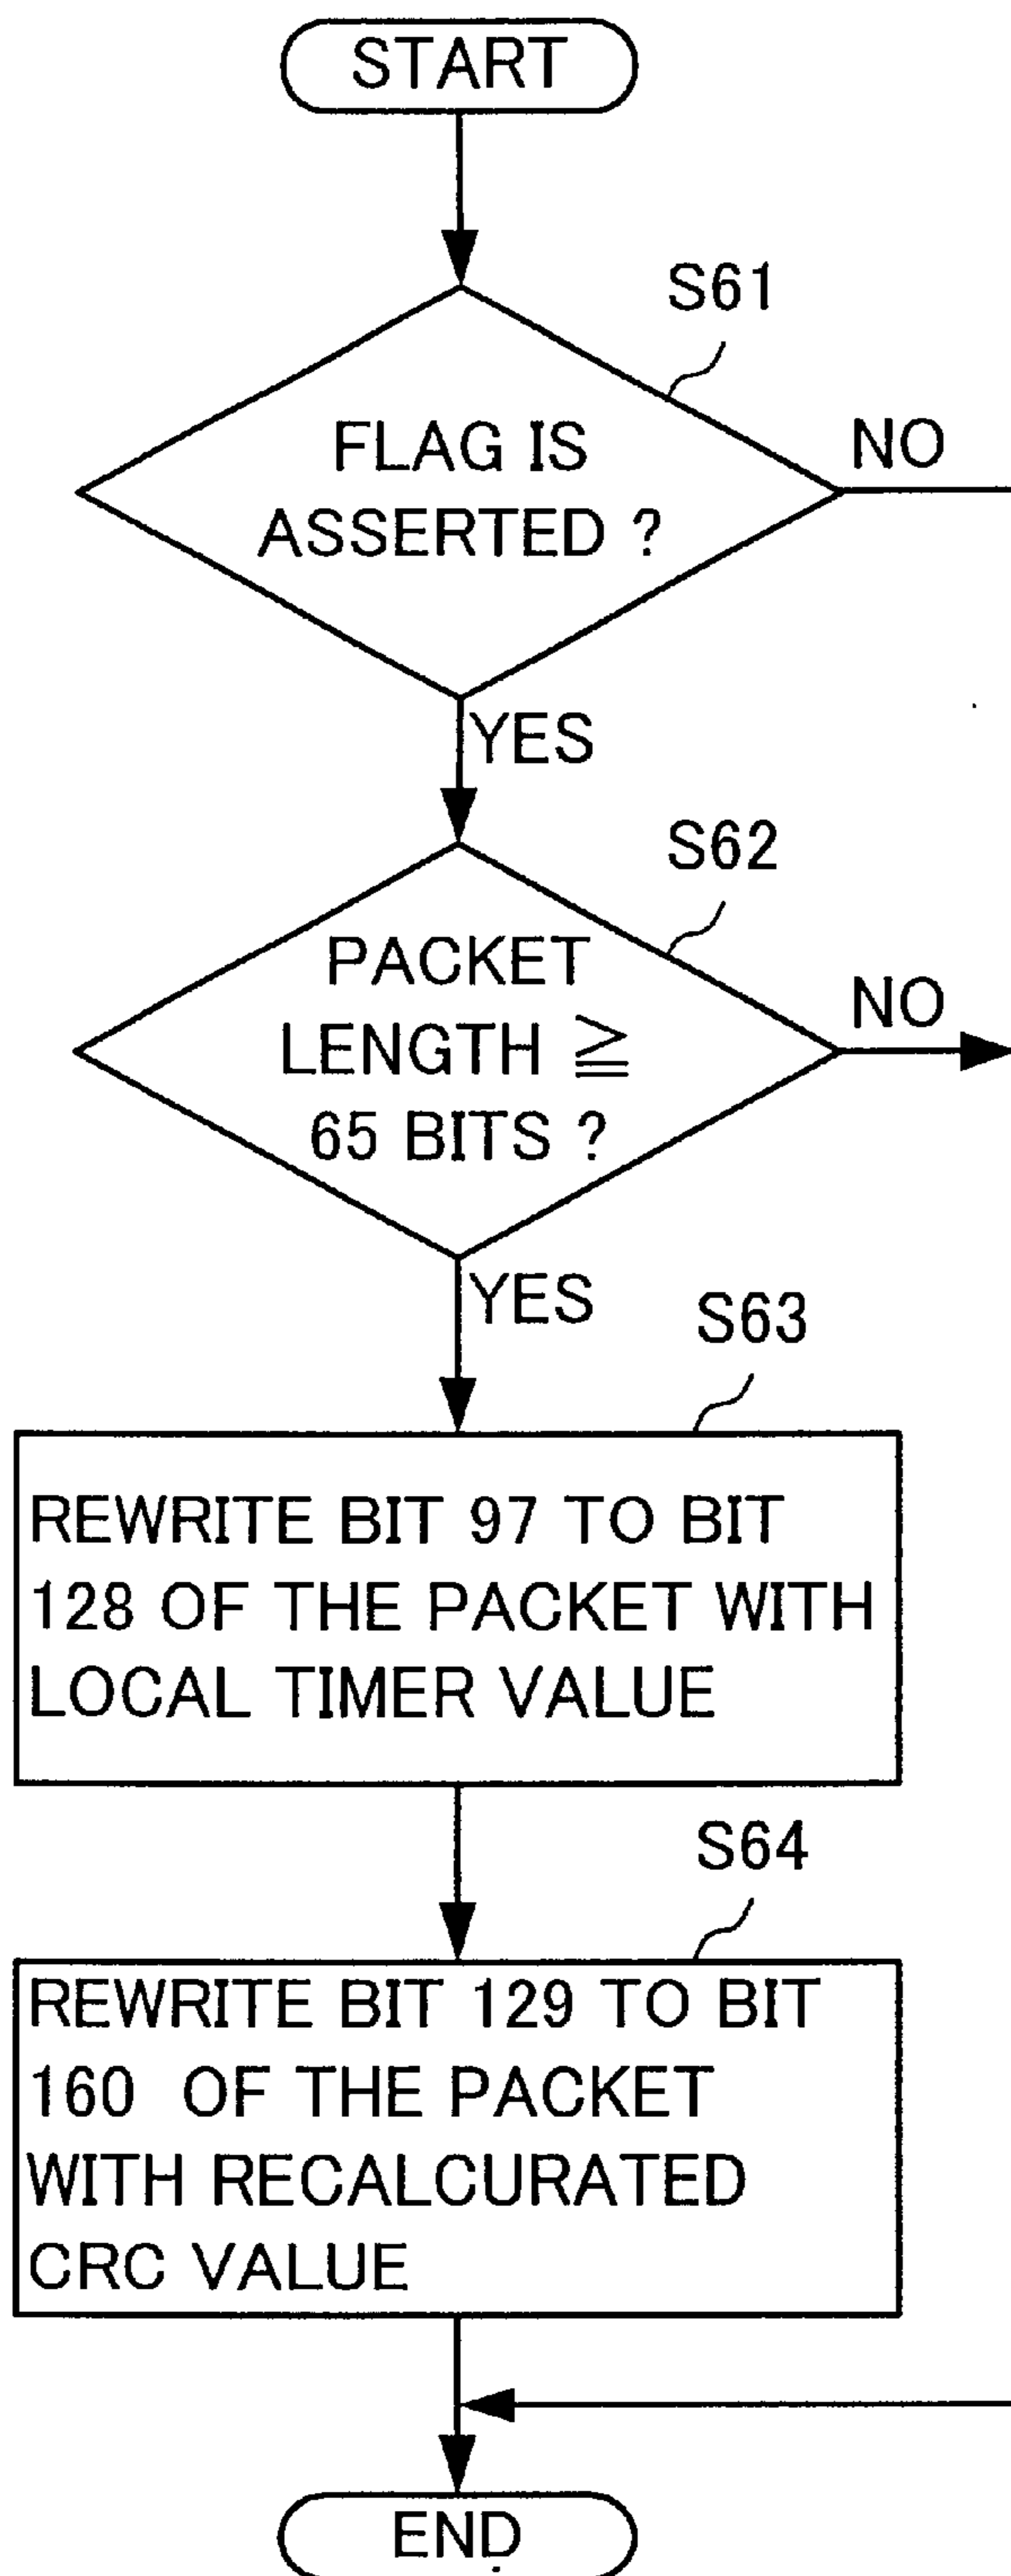 START
S61
FLAG IS
ASSERTED ?
NO
YES
S62
PACKET
LENGTH ≧
65 BITS ?
NO
YES
S63
REWRITE BIT 97 TO BIT
128 OF THE PACKET WITH
LOCAL TIMER VALUE
S64
REWRITE BIT 129 TO BIT
160 OF THE PACKET
WITH RECALCURATED
CRC VALUE
END